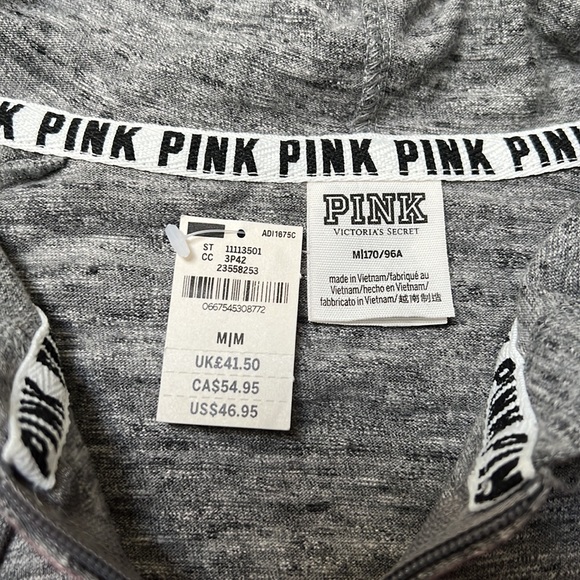 K PINK PINK PINK PINK PINK
ADI1675C
ST 11113501
CC 3P42
23558253
0667545308772
M|M
UK£41.50
CA$54.95
US$46.95
PINK
VICTORIA'S SECRET
M|170/96A
made in Vietnam/fabriqué au
Vietnam/hecho en Vietnam/
fabbricato in Vietnam/越南制造
PINK
PINK